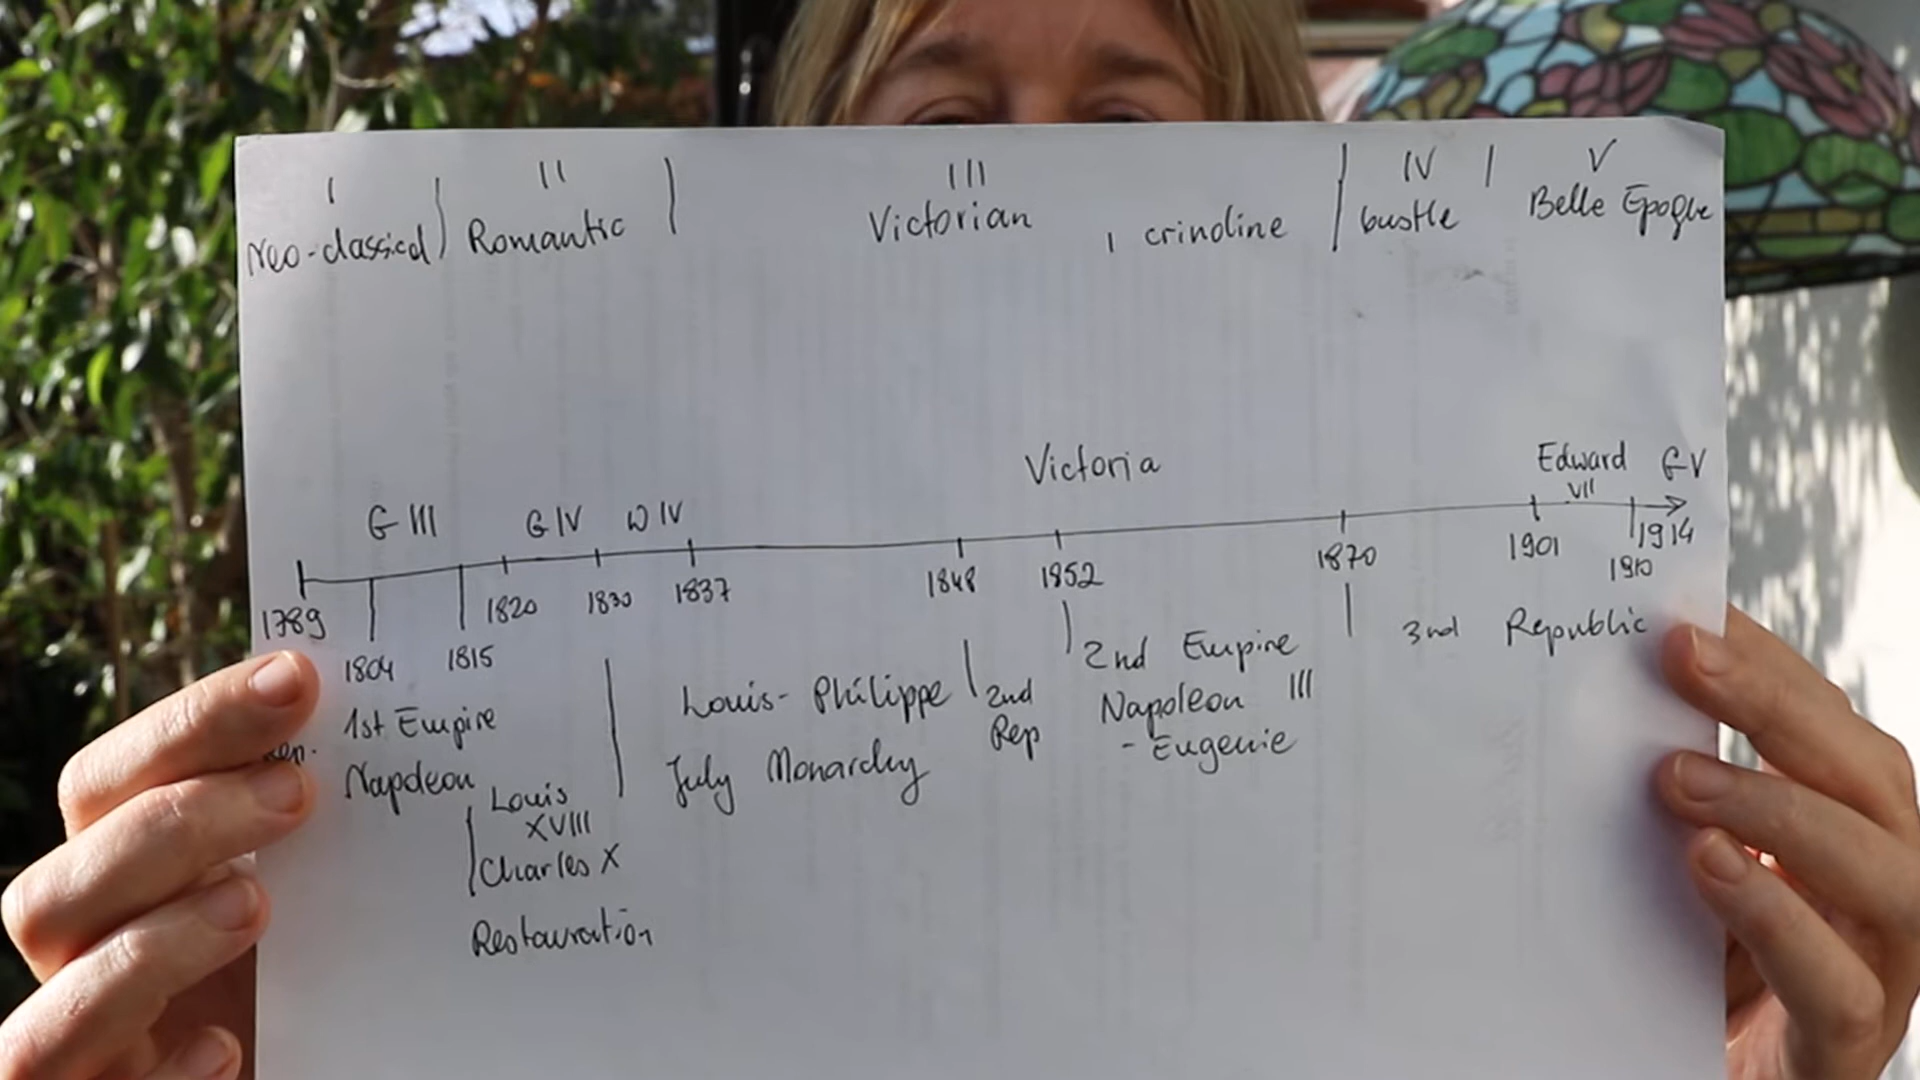 I II III IV V
Neo-classical Romantic Victorian crinoline bustle Belle Epoque
Victoria Edward VII G V
G III G IV W IV
1789 1804 1815 1820 1830 1837 1848 1852 1870 1901 1910 1914
1st Empire
Napoleon
Louis
XVIII
Charles X
Restauration
Louis-Philippe
July Monarchy
2nd
Rep
2nd Empire
Napoleon III
- Eugenie
3nd Republic